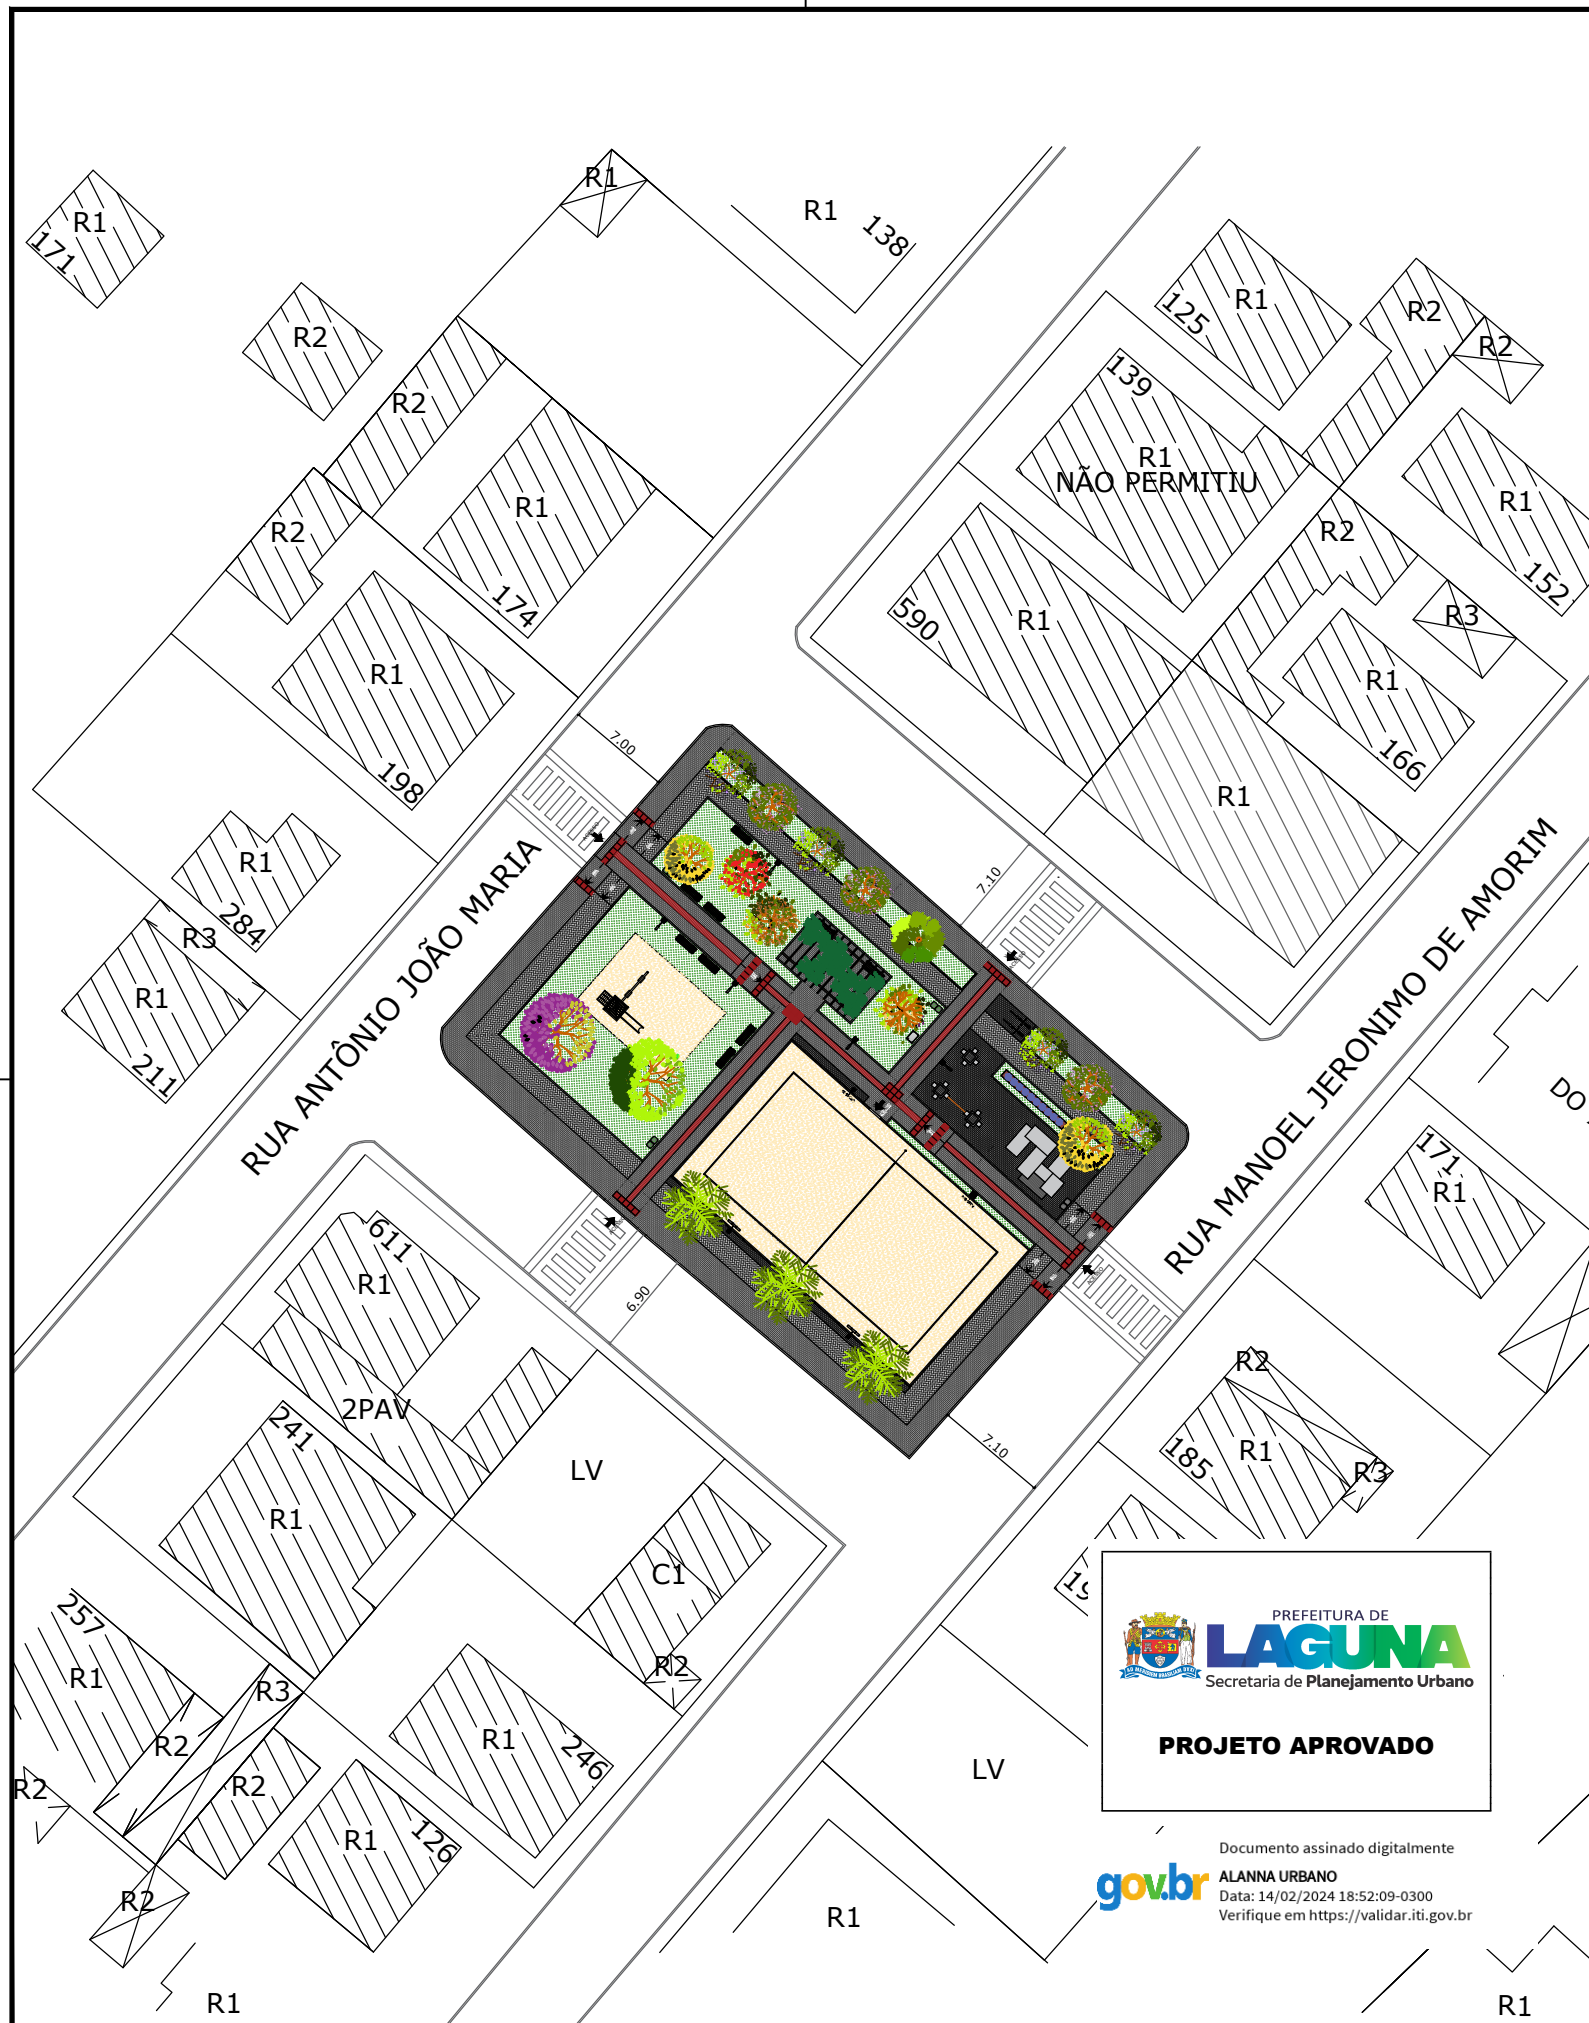 R1
R1
138
R1
171
R2
R1
125
R2
R2
139
R2
R1
NÃO PERMITIU
R1
R2
R1
152
R2
174
590
R1
R3
R1
R1
166
198
7.00
R1
R1
284
RUA ANTÔNIO JOÃO MARIA
7.10
RUA MANOEL JERONIMO DE AMORIM
R3
R1
211
DO
171
R1
611
R1
6.90
2PAV
241
R1
LV
7.10
R2
R1
185
R3
C1
R2
257
R1
R3
R2
R2
R2
R1
246
R1
126
R2
R1
LV
R1
R1
PREFEITURA DE
LAGUNA
Secretaria de Planejamento Urbano
PROJETO APROVADO
gov.br
Documento assinado digitalmente
ALANNA URBANO
Data: 14/02/2024 18:52:09-0300
Verifique em https://validar.iti.gov.br